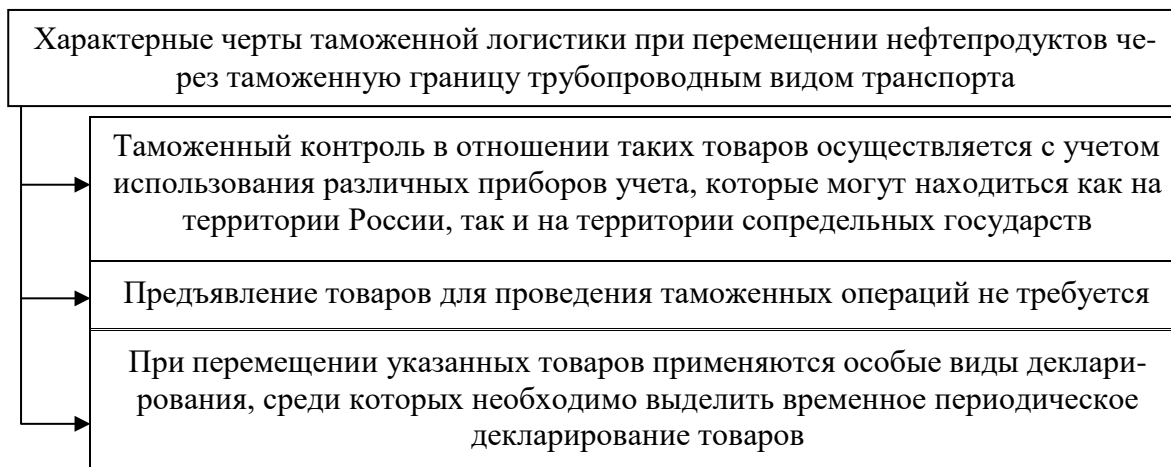 Характерные черты таможенной логистики при перемещении нефтепродуктов че-
рез таможенную границу трубопроводным видом транспорта
Таможенный контроль в отношении таких товаров осуществляется с учетом
использования различных приборов учета, которые могут находиться как на
территории России, так и на территории сопредельных государств
Предъявление товаров для проведения таможенных операций не требуется
При перемещении указанных товаров применяются особые виды деклари-
рования, среди которых необходимо выделить временное периодическое
декларирование товаров